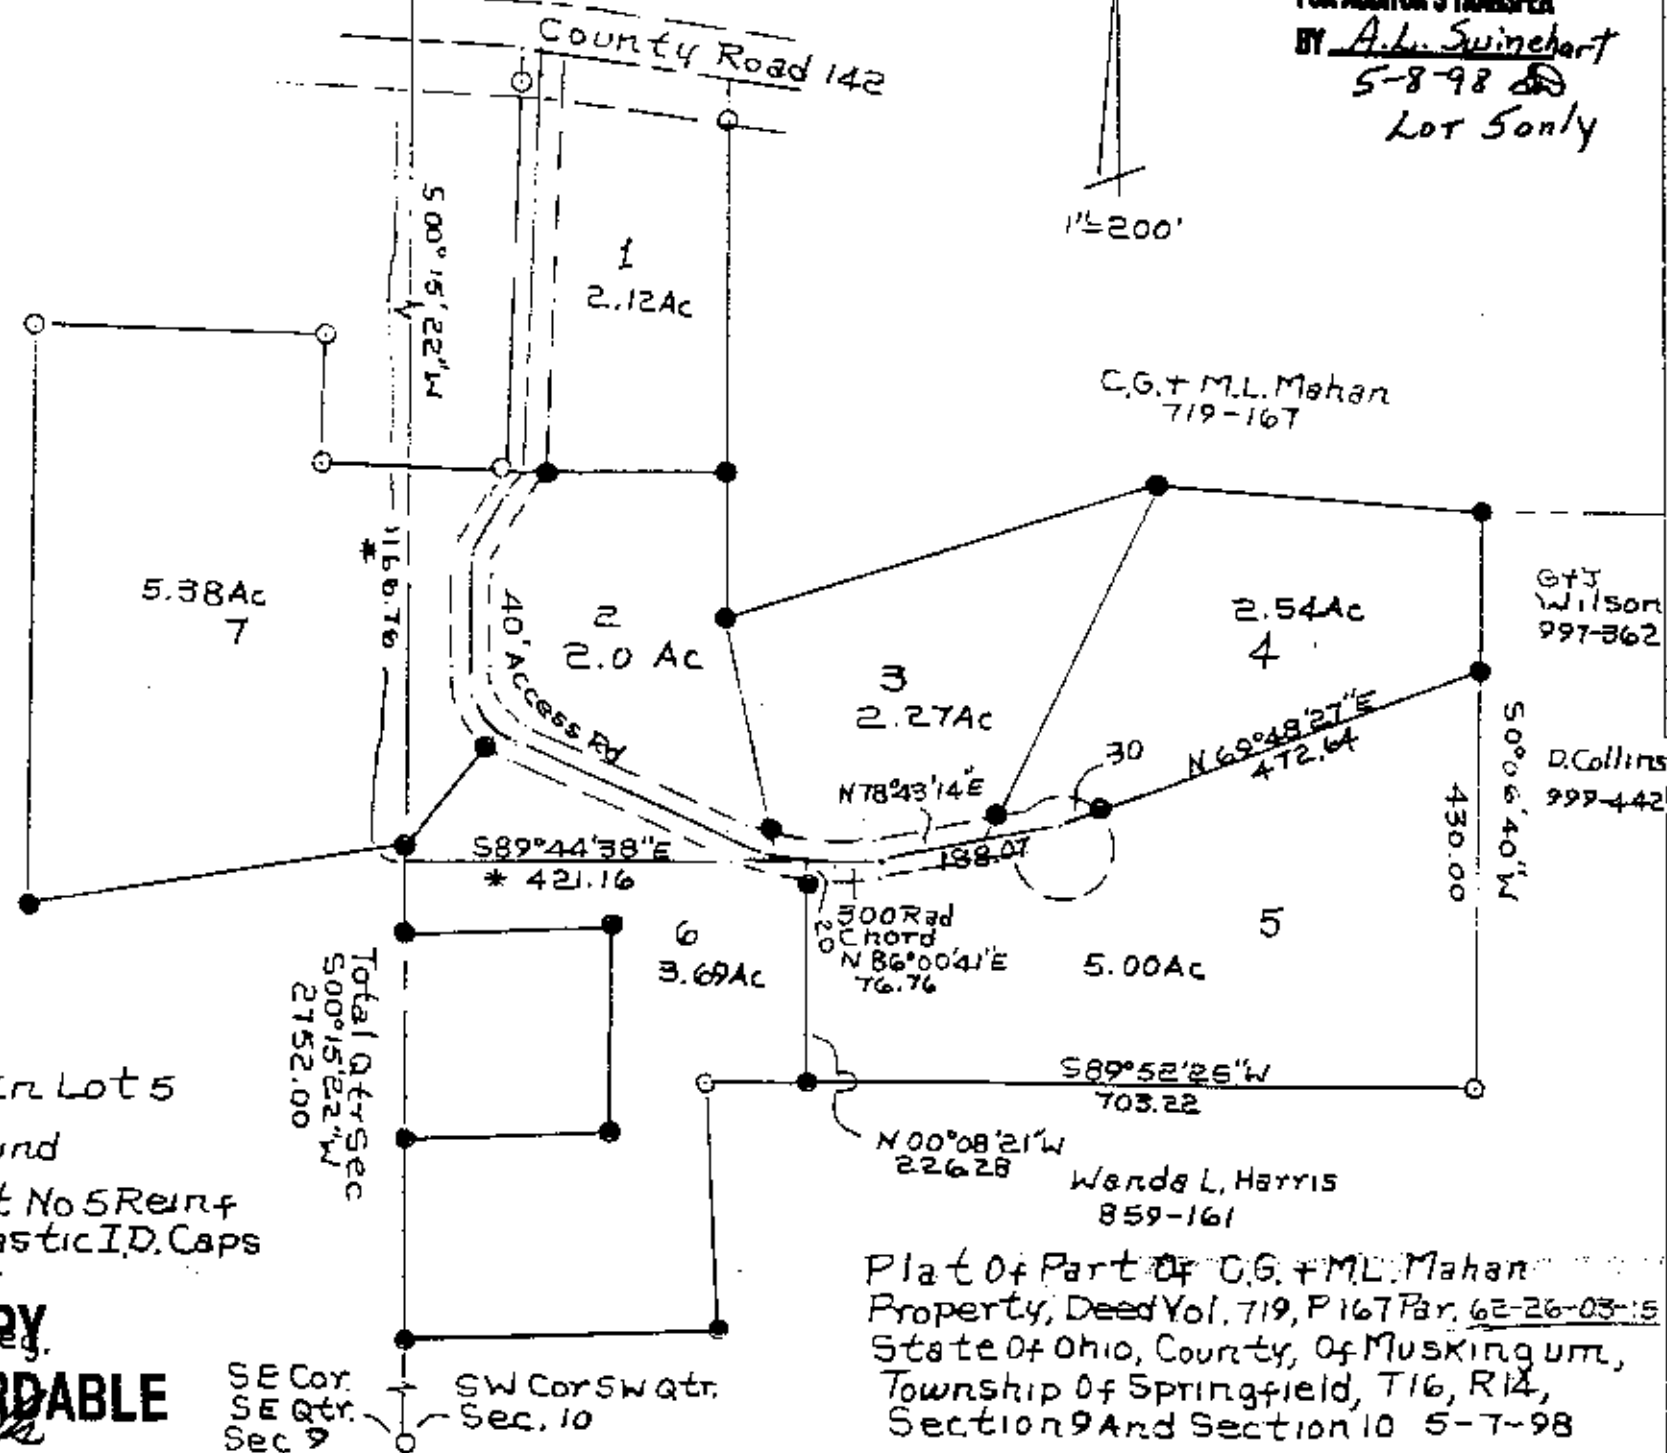 BY A.L. Swinehart
5-8-98
Lot 5 only
County Road 142
1"=200'
S00°15'22"W
1
2.12Ac
C.G. + M.L. Mahan
719-167
1168.76
*
5.38Ac
7
2
2.0 Ac
40' Access Rd
3
2.27Ac
2.54Ac
4
G+J
Wilson
997-362
N69°48'27"E
472.64
30
N78°43'14"E
188.07
S0°06'40"W
430.00
D.Collins
999-442
S89°44'38"E
* 421.16
20
300 Rad
Chord
N86°00'41"E
76.76
6
3.69Ac
5
5.00Ac
Total Qtr Sec
S00°15'22"W
2752.00
S89°52'25"W
703.22
N00°08'21"W
226.28
Wanda L. Harris
859-161
In Lot 5
No 5 Reinf
I.D. Caps
SE Cor.
SE Qtr.
Sec 9
SW Cor SW Qtr.
Sec. 10
Plat Of Part Of C.G. + M.L. Mahan
Property, Deed Vol. 719, P167 Par. 62-26-03-15
State Of Ohio, County, Of Muskingum,
Township Of Springfield, T16, R14,
Section 9 And Section 10 5-7-98